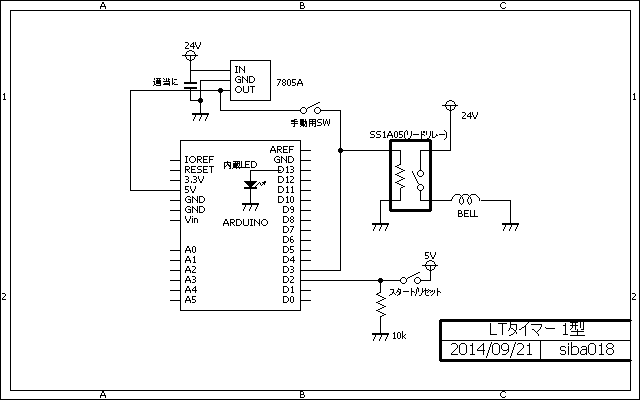 A B C
24V
IN
GND
OUT
7805A
適当に
手動用SW
1 1
SS1A05(リードリレー)
24V
BELL
内蔵LED
ARDUINO
IOREF
RESET
3.3V
5V
GND
GND
Vin
A0
A1
A2
A3
A4
A5
AREF
GND
D13
D12
D11
D10
D9
D8
D7
D6
D5
D4
D3
D2
D1
D0
5V
スタート/リセット
10k
2 2
LTタイマー 1型
2014/09/21 siba018
A B C